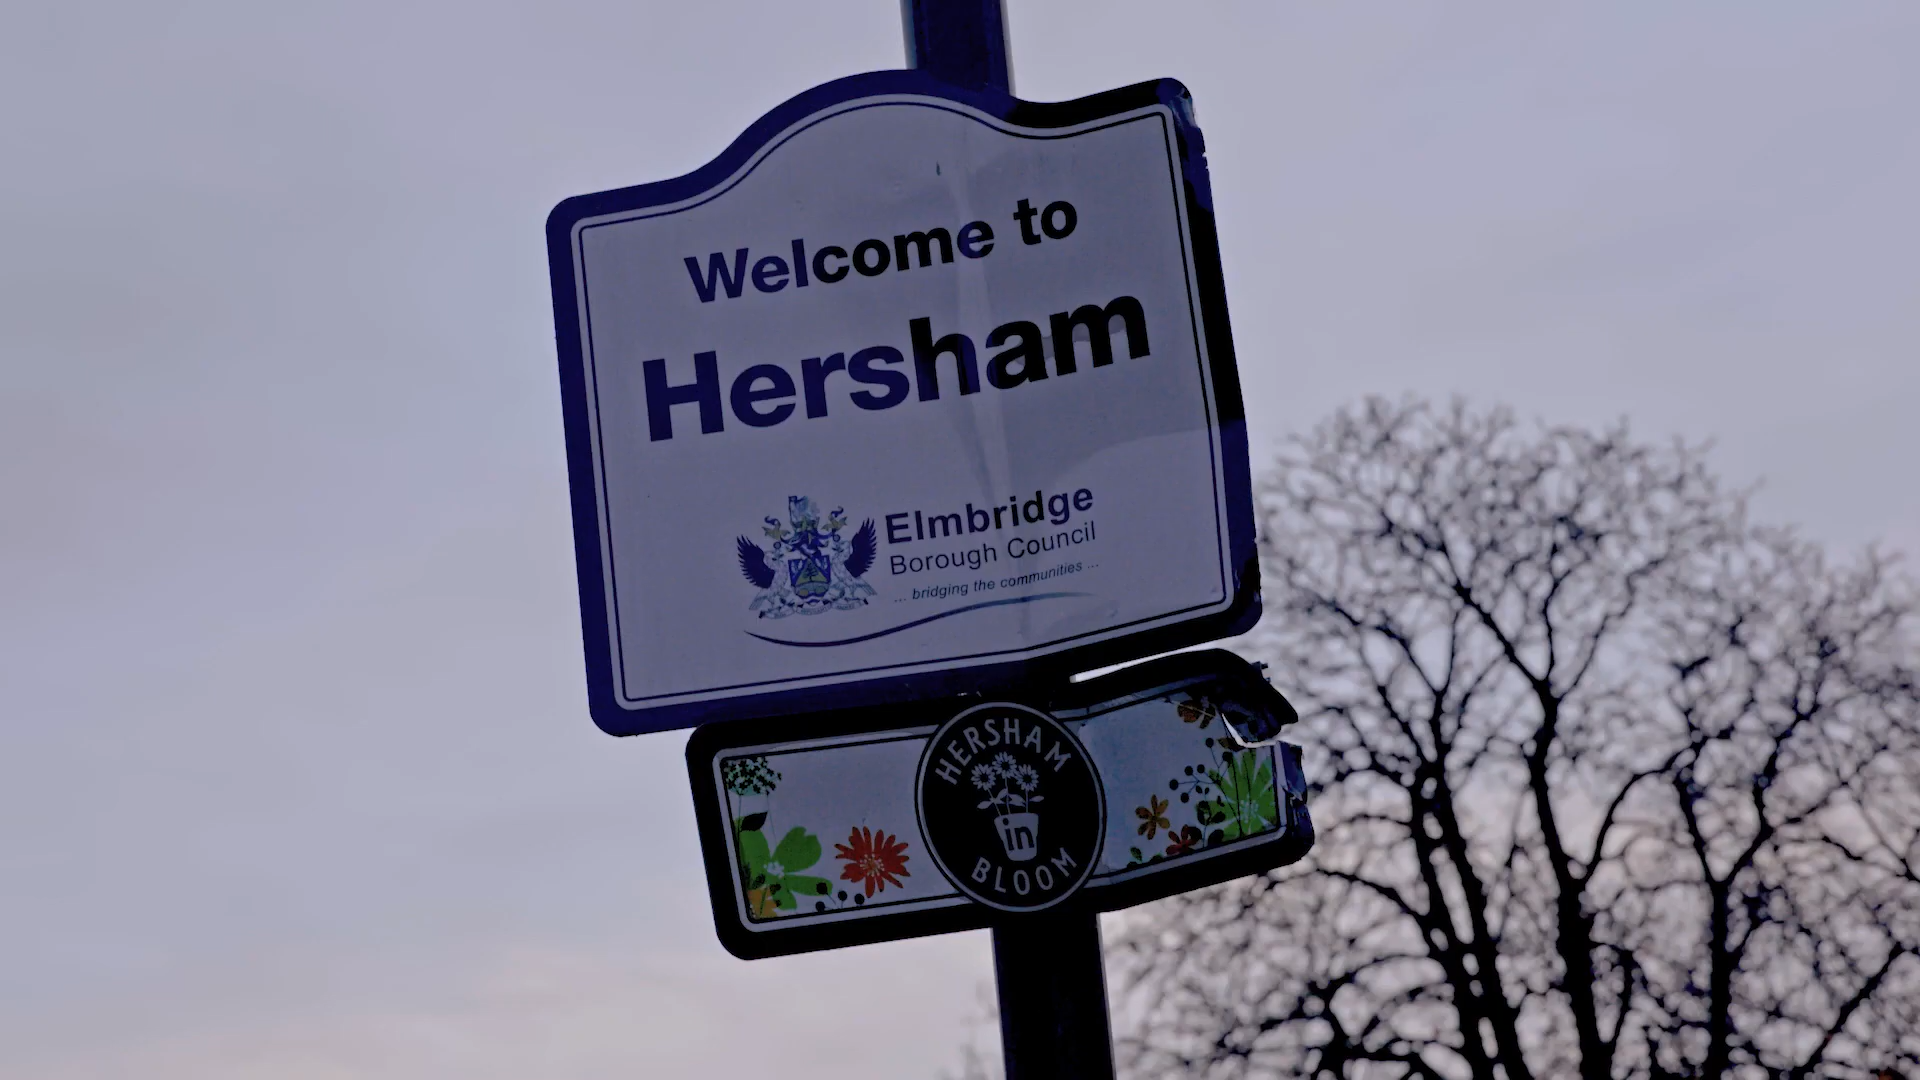 Welcome to
Hersham
Elmbridge
Borough Council
... bridging the communities ...
HERSHAM
in
BLOOM